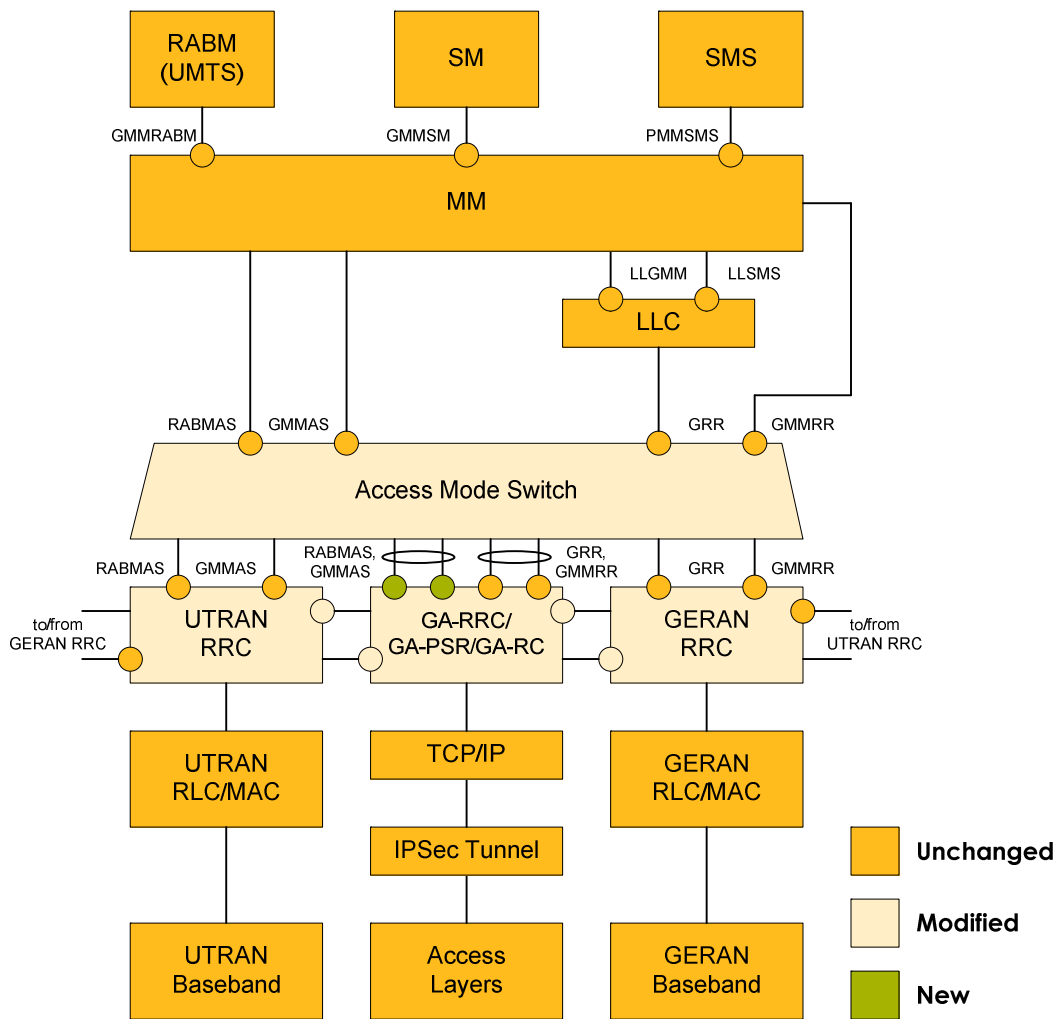 RABM
(UMTS)
SM
SMS
GMMRABM
GMMSM
PMMSMS
MM
LLGMM
LLSMS
LLC
RABMAS
GMMAS
GRR
GMMRR
Access Mode Switch
RABMAS
GMMAS
RABMAS,
GMMAS
GRR,
GMMRR
GRR
GMMRR
to/from
GERAN RRC
UTRAN
RRC
GA-RRC/
GA-PSR/GA-RC
GERAN
RRC
to/from
UTRAN RRC
UTRAN
RLC/MAC
TCP/IP
GERAN
RLC/MAC
IPSec Tunnel
Unchanged
Modified
UTRAN
Baseband
Access
Layers
GERAN
Baseband
New